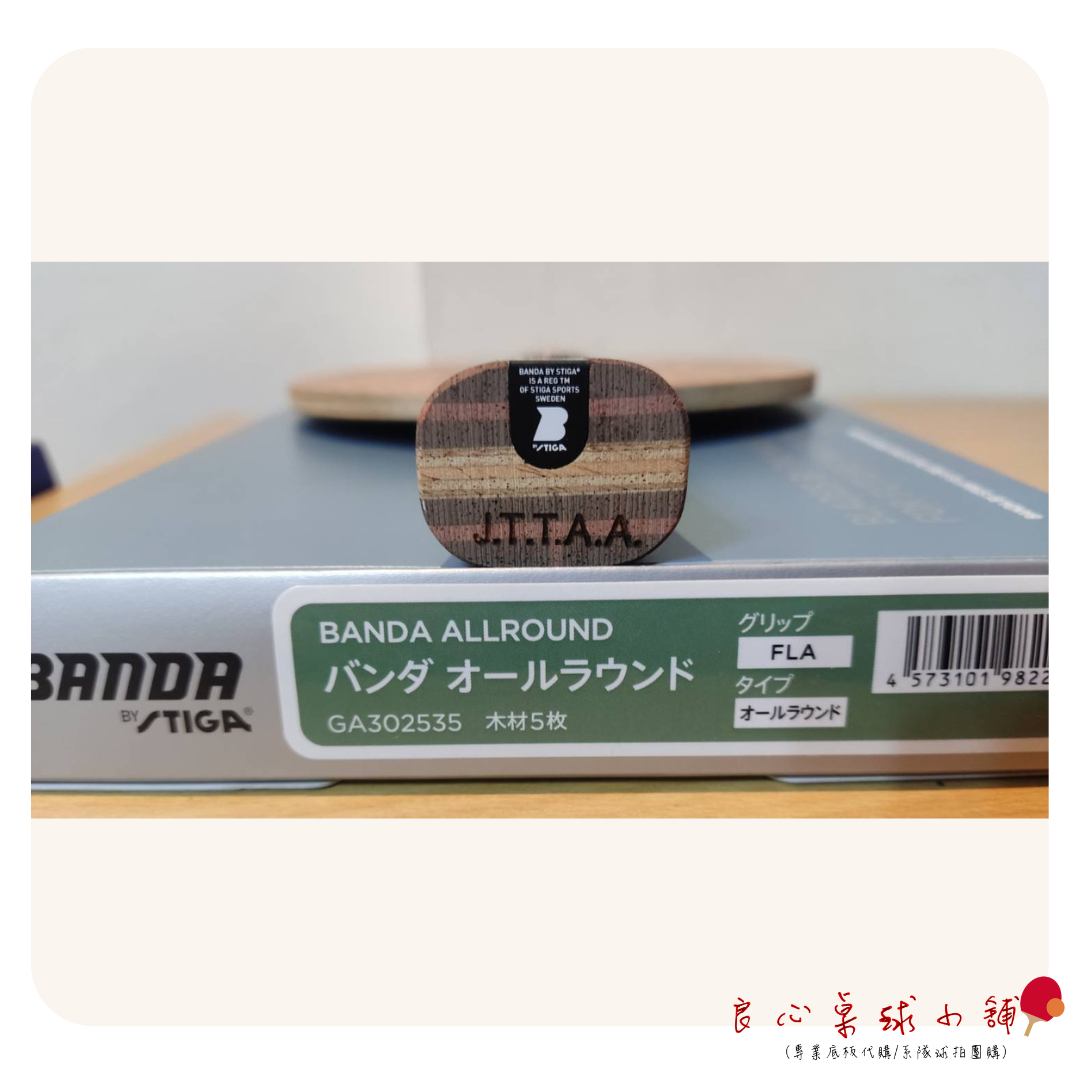 BANDA BY STIGA®
IS A REG TM
OF STIGA SPORTS
SWEDEN
B
BY STIGA
J.T.T.A.A.
BANDA
BY STIGA®
BANDA ALLROUND
バンダ オールラウンド
GA302535 木材5枚
グリップ
FLA
タイプ
オールラウンド
4 573101 9822
良心桌球小舖
(專業底板代購/系隊球拍團購)